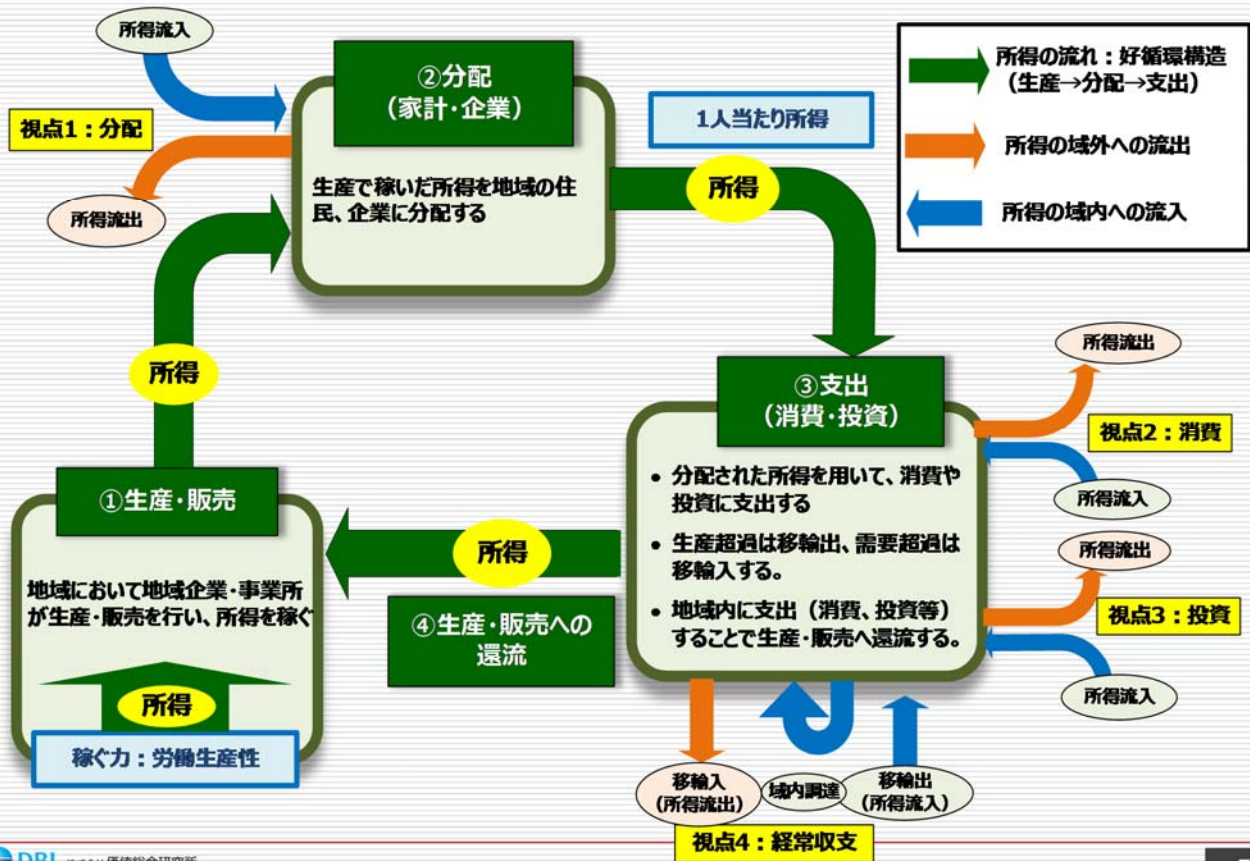 所得流入
②分配
(家計・企業)
生産で稼いだ所得を地域の住
民、企業に分配する
視点1：分配
所得流出
1人当たり所得
所得
所得の流れ：好循環構造
(生産→分配→支出)
所得の域外への流出
所得の域内への流入
所得
③支出
(消費・投資)
• 分配された所得を用いて、消費や
投資に支出する
• 生産超過は移輸出、需要超過は
移輸入する。
• 地域内に支出（消費、投資等）
することで生産・販売へ還流する。
所得流出
視点2：消費
所得流入
所得流出
視点3：投資
所得流入
①生産・販売
地域において地域企業・事業所
が生産・販売を行い、所得を稼ぐ
所得
稼ぐ力：労働生産性
所得
④生産・販売への
還流
移輸入
(所得流出)
域内調達
移輸出
(所得流入)
視点4：経常収支
価値総合研究所